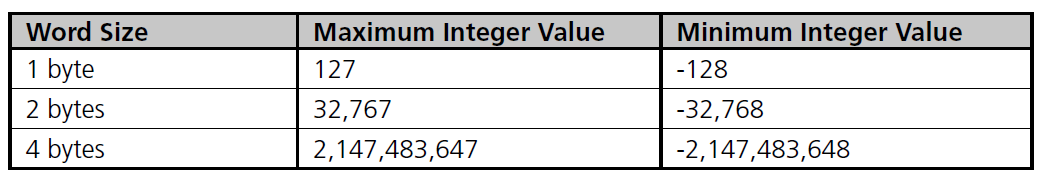 Word Size Maximum Integer Value Minimum Integer Value
1 byte 127 -128
2 bytes 32,767 -32,768
4 bytes 2,147,483,647 -2,147,483,648